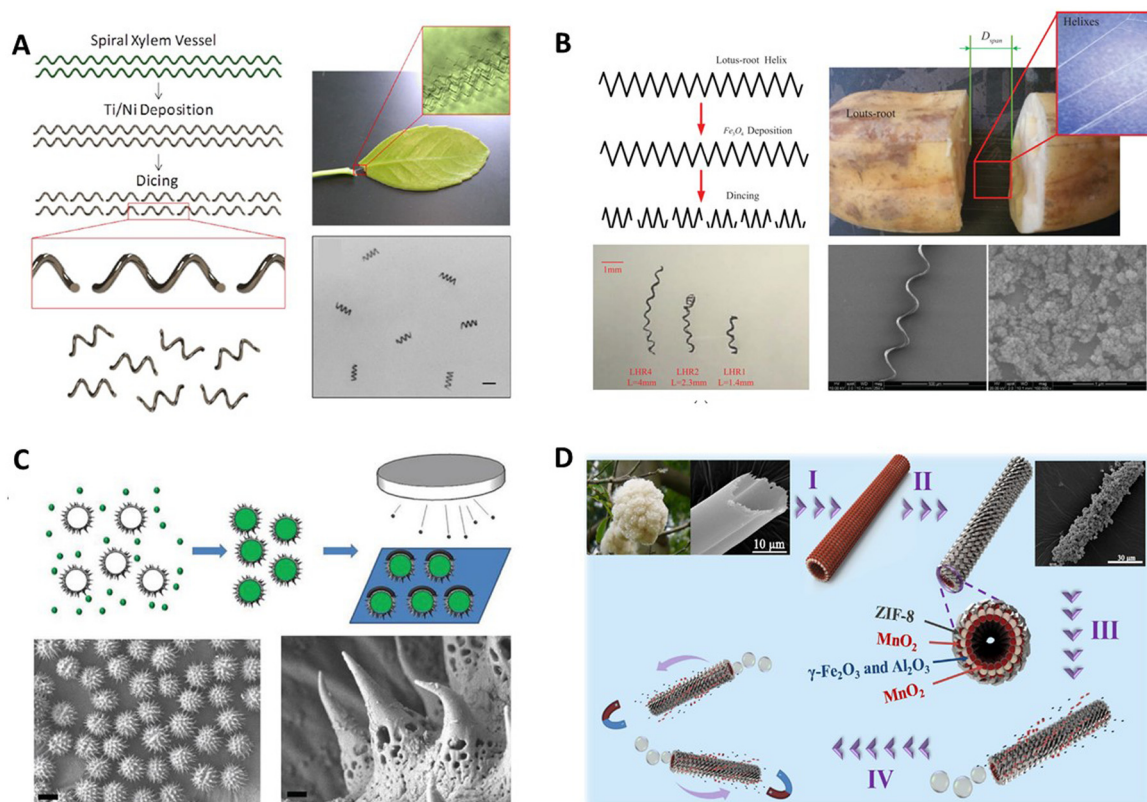 A
Spiral Xylem Vessel
Ti/Ni Deposition
Dicing
B
Lotus-root Helix
Fe₃O₄ Deposition
Dincing
D span
Helixes
Louts-root
1mm
LHR4
L=4mm
LHR2
L=2.3mm
LHR1
L=1.4mm
C
D
10 μm
I
II
30 μm
ZIF-8
MnO₂
γ-Fe₂O₃ and Al₂O₃
MnO₂
III
IV